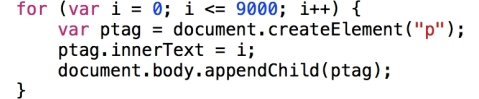 for (var i = 0; i <= 9000; i++) {
    var ptag = document.createElement("p");
    ptag.innerText = i;
    document.body.appendChild(ptag);
}